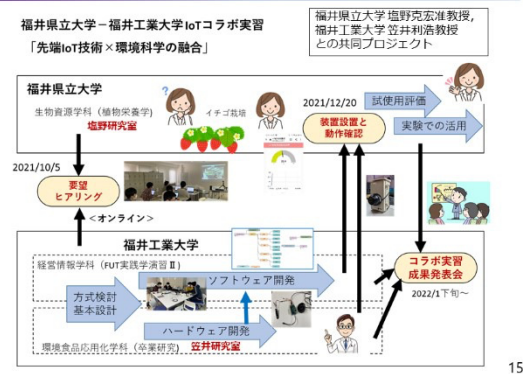 福井県立大学－福井工業大学IoTコラボ実習
「先端IoT技術×環境科学の融合」
福井県立大学 塩野克宏准教授,
福井工業大学 笠井利浩教授
との共同プロジェクト
福井県立大学
生物資源学科（植物栄養学）
塩野研究室
?
イチゴ栽培
2021/12/20
装置設置と
動作確認
試使用評価
実験での活用
2021/10/5
要望
ヒアリング
＜オンライン＞
福井工業大学
経営情報学科（FUT実践学演習Ⅱ）
ソフトウェア開発
方式検討
基本設計
ハードウェア開発
環境食品応用化学科（卒業研究）
笠井研究室
コラボ実習
成果発表会
2022/1下旬～
15